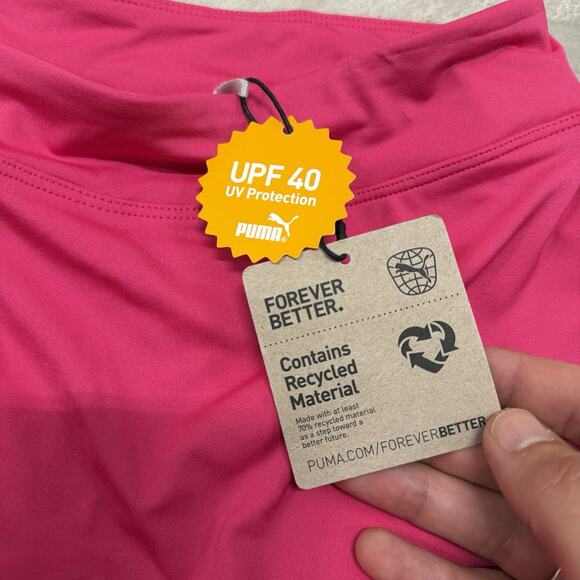 UPF 40
UV Protection
PUMA®
FOREVER
BETTER.
Contains
Recycled
Material
Made with at least
70% recycled material
as a step toward a
better future.
PUMA.COM/FOREVERBETTER